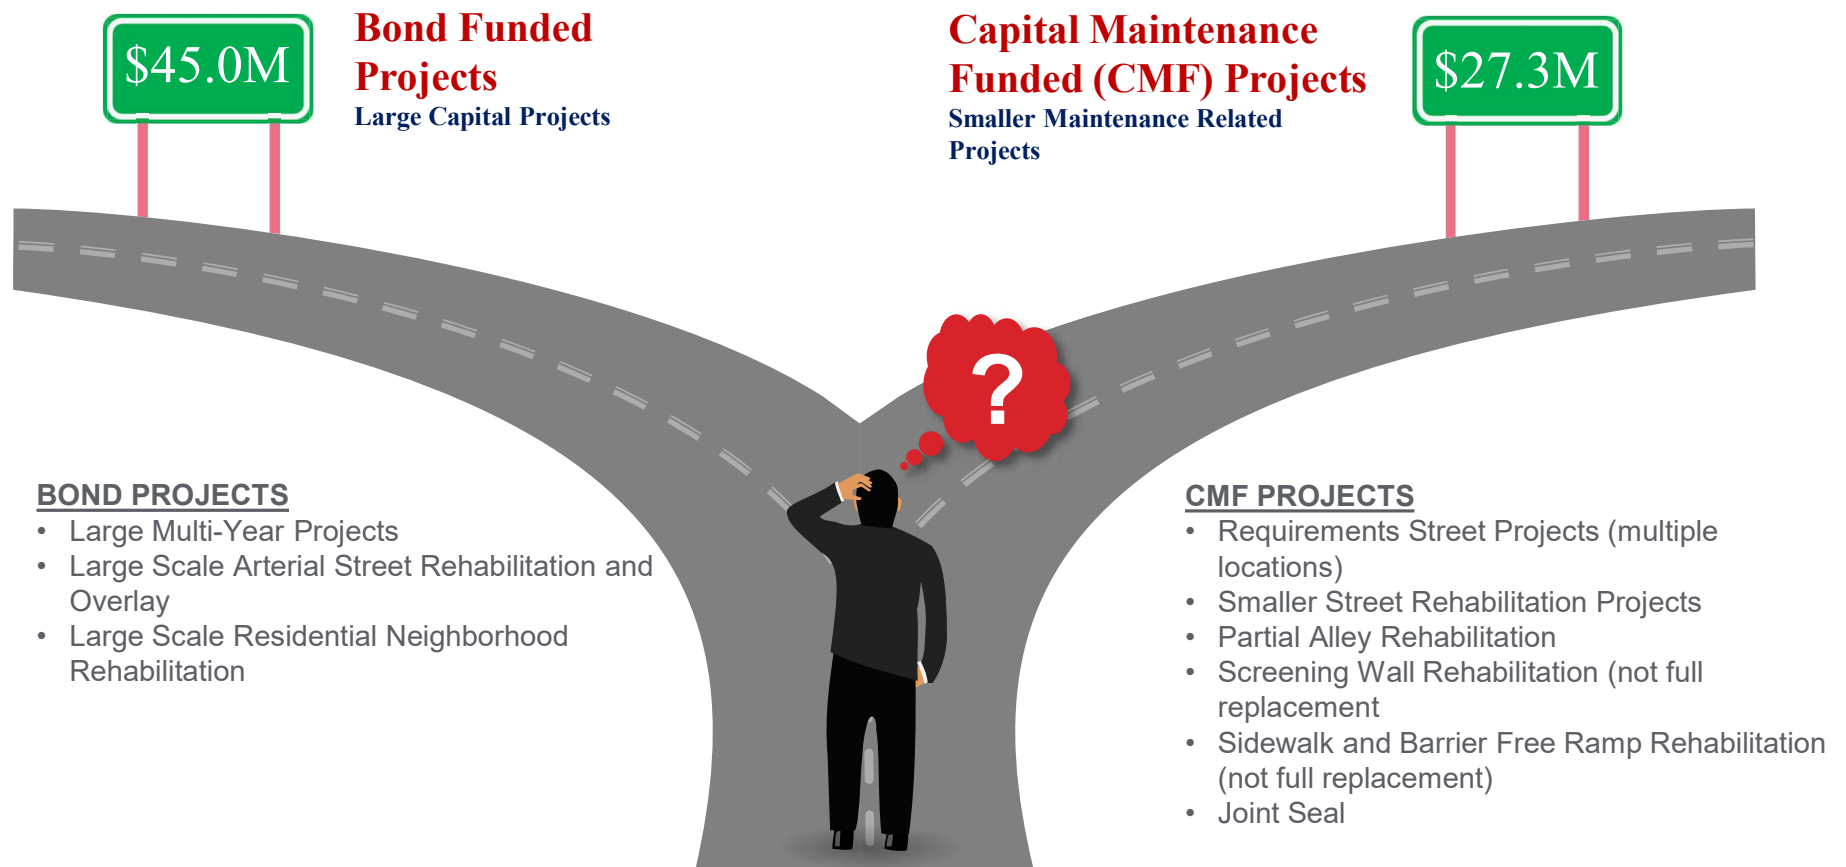 $45.0M
Bond Funded
Projects
Large Capital Projects
Capital Maintenance
Funded (CMF) Projects
Smaller Maintenance Related
Projects
$27.3M
?
BOND PROJECTS
• Large Multi-Year Projects
• Large Scale Arterial Street Rehabilitation and
Overlay
• Large Scale Residential Neighborhood
Rehabilitation
CMF PROJECTS
• Requirements Street Projects (multiple
locations)
• Smaller Street Rehabilitation Projects
• Partial Alley Rehabilitation
• Screening Wall Rehabilitation (not full
replacement
• Sidewalk and Barrier Free Ramp Rehabilitation
(not full replacement)
• Joint Seal